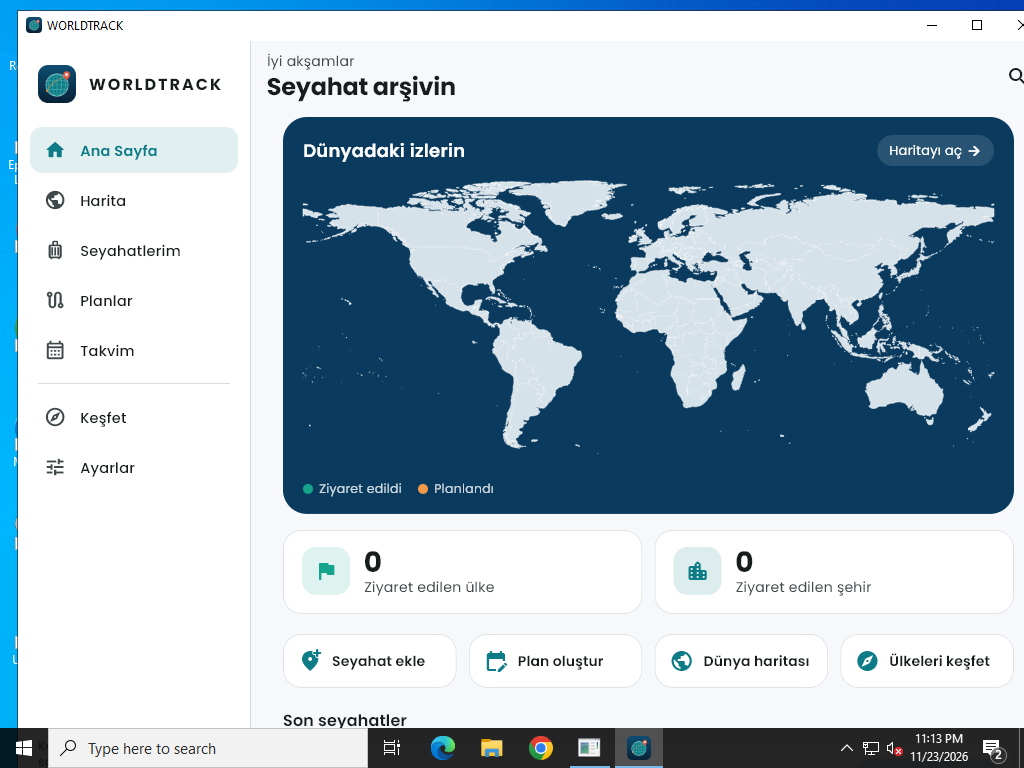 WORLDTRACK
WORLDTRACK
Ana Sayfa
Harita
Seyahatlerim
Planlar
Takvim
Keşfet
Ayarlar
İyi akşamlar
Seyahat arşivin
Dünyadaki izlerin
Haritayı aç
Ziyaret edildi
Planlandı
0
Ziyaret edilen ülke
0
Ziyaret edilen şehir
Seyahat ekle
Plan oluştur
Dünya haritası
Ülkeleri keşfet
Son seyahatler
Type here to search
11:13 PM
11/23/2026
2